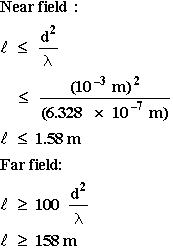 Near field :
ℓ ≤ d²/λ
≤ (10⁻³ m)²/(6.328 × 10⁻⁷ m)
ℓ ≤ 1.58 m
Far field:
ℓ ≥ 100 d²/λ
ℓ ≥ 158 m